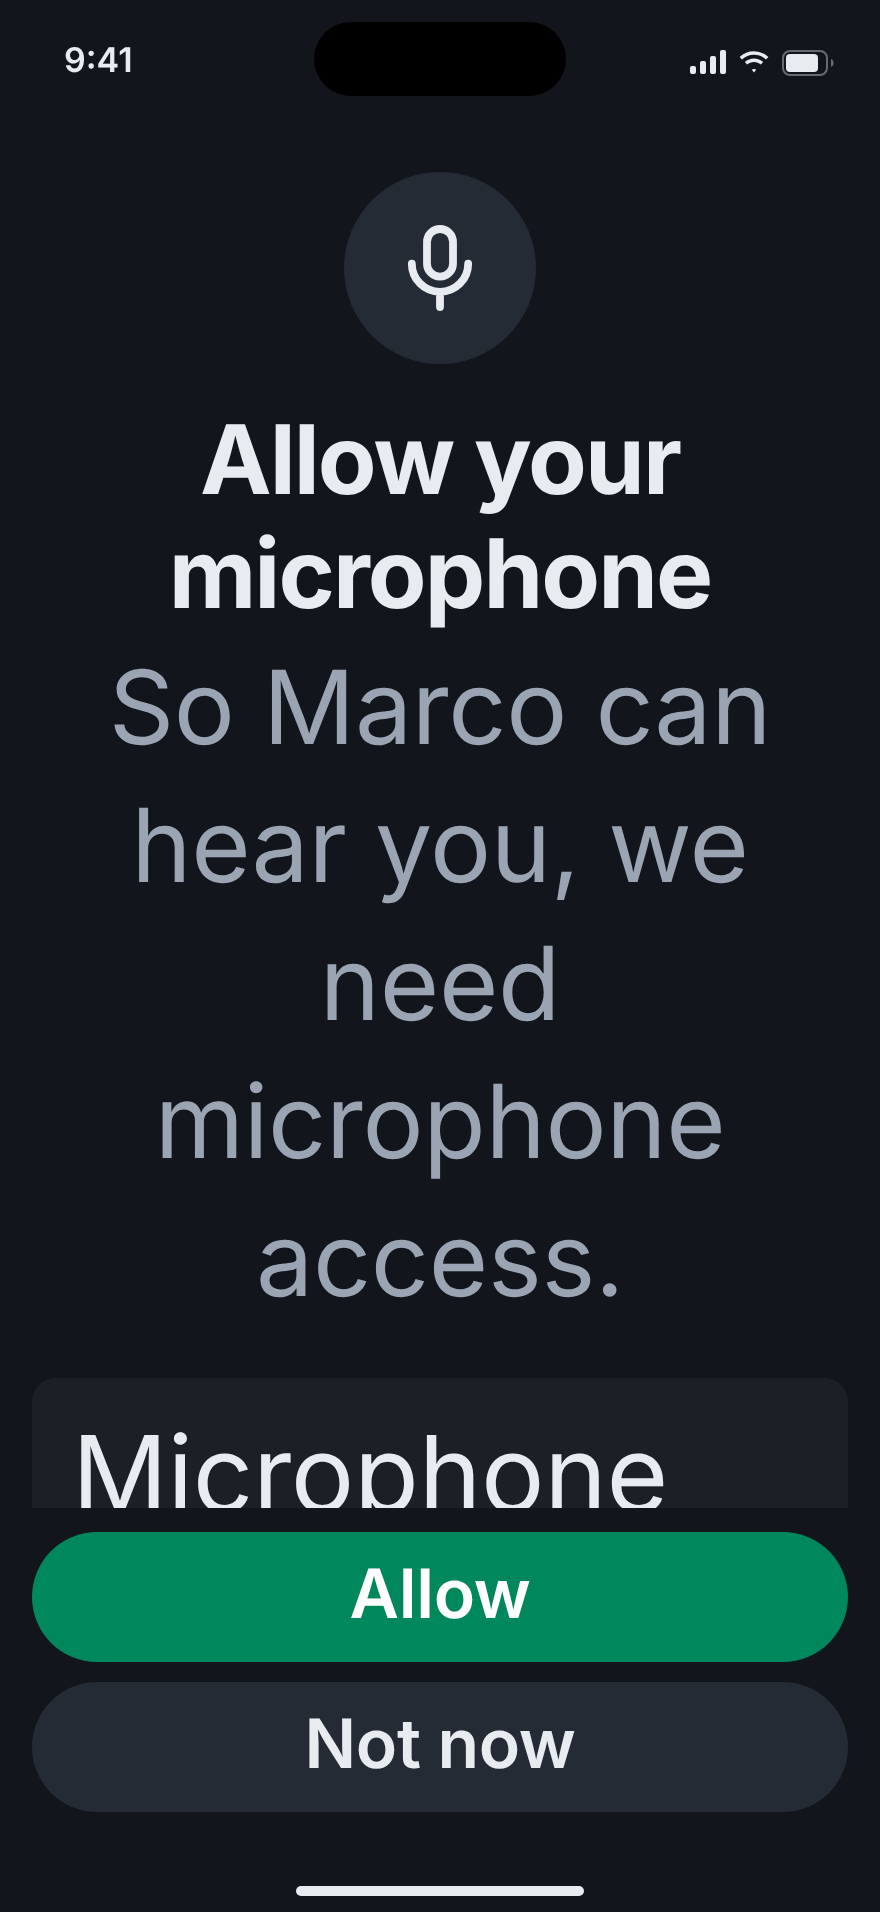 9:41
Allow your
microphone
So Marco can
hear you, we
need
microphone
access.
Microphone
Allow
Not now